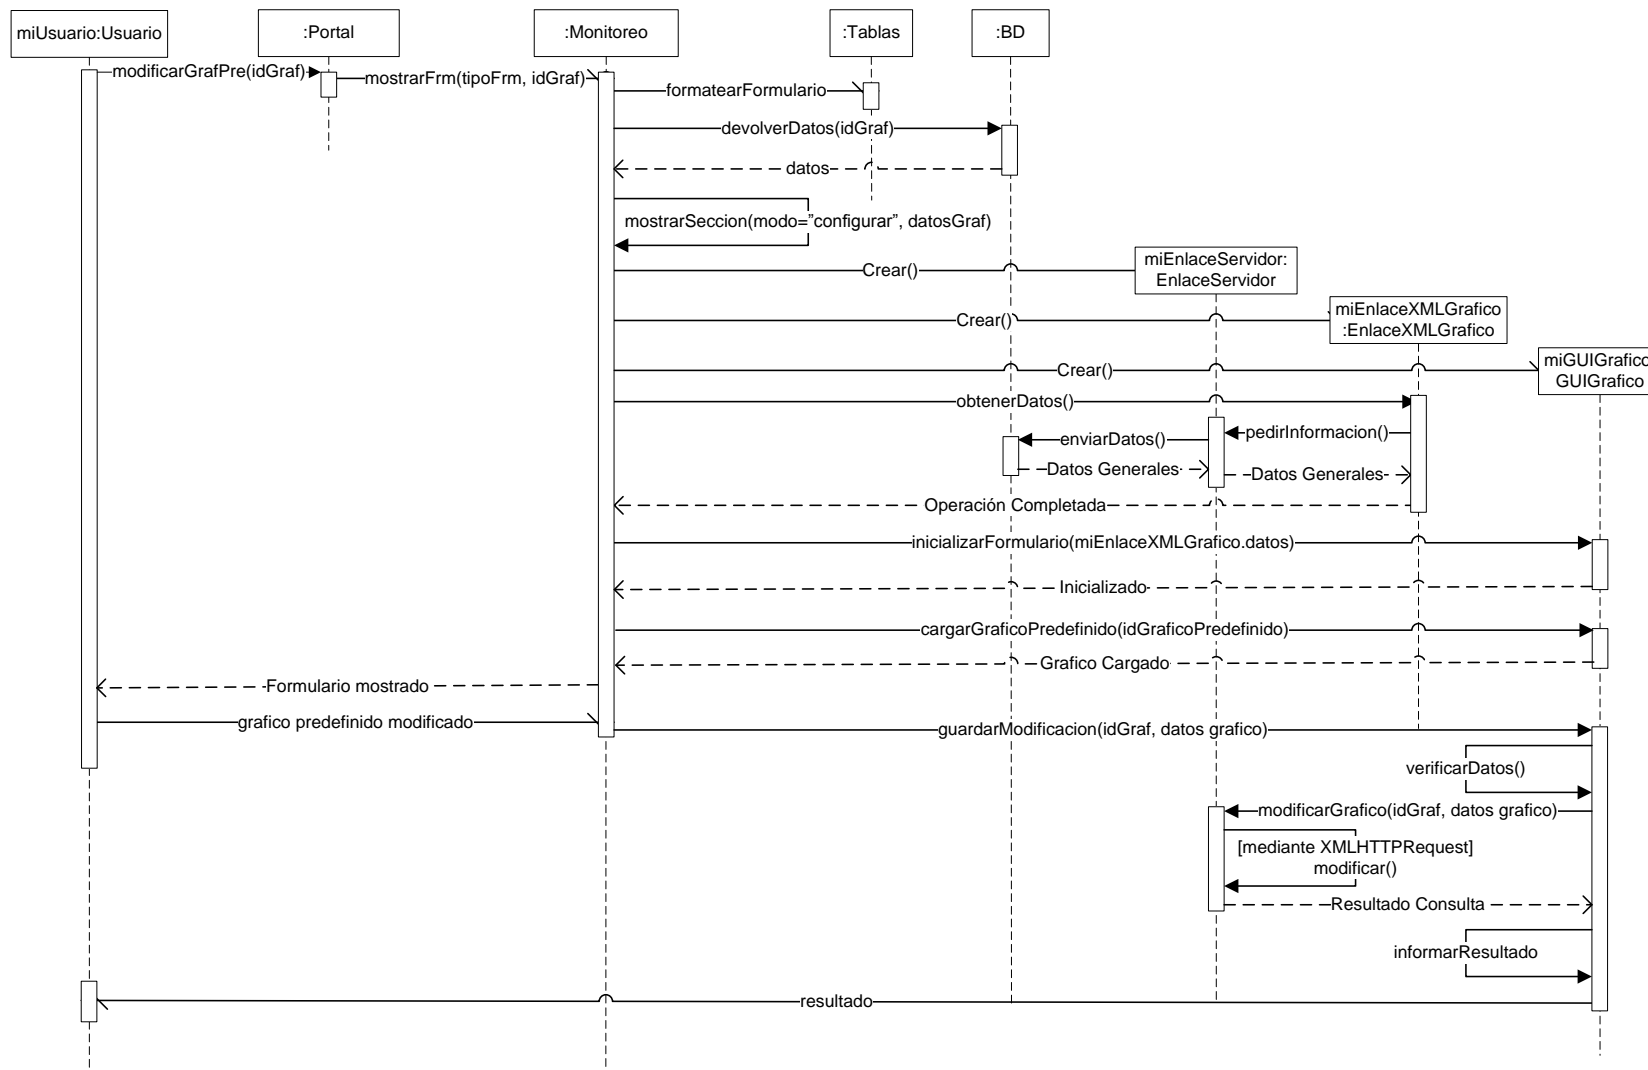 miUsuario:Usuario
:Portal
:Monitoreo
:Tablas
:BD
modificarGrafPre(idGraf)
mostrarFrm(tipoFrm, idGraf)
formatearFormulario
devolverDatos(idGraf)
datos
mostrarSeccion(modo=”configurar”, datosGraf)
miEnlaceServidor:
EnlaceServidor
Crear()
miEnlaceXMLGrafico
:EnlaceXMLGrafico
Crear()
miGUIGrafico
GUIGrafico
Crear()
obtenerDatos()
pedirInformacion()
enviarDatos()
Datos Generales
Datos Generales
Operación Completada
inicializarFormulario(miEnlaceXMLGrafico.datos)
Inicializado
cargarGraficoPredefinido(idGraficoPredefinido)
Grafico Cargado
Formulario mostrado
grafico predefinido modificado
guardarModificacion(idGraf, datos grafico)
verificarDatos()
modificarGrafico(idGraf, datos grafico)
[mediante XMLHTTPRequest]
modificar()
Resultado Consulta
informarResultado
resultado